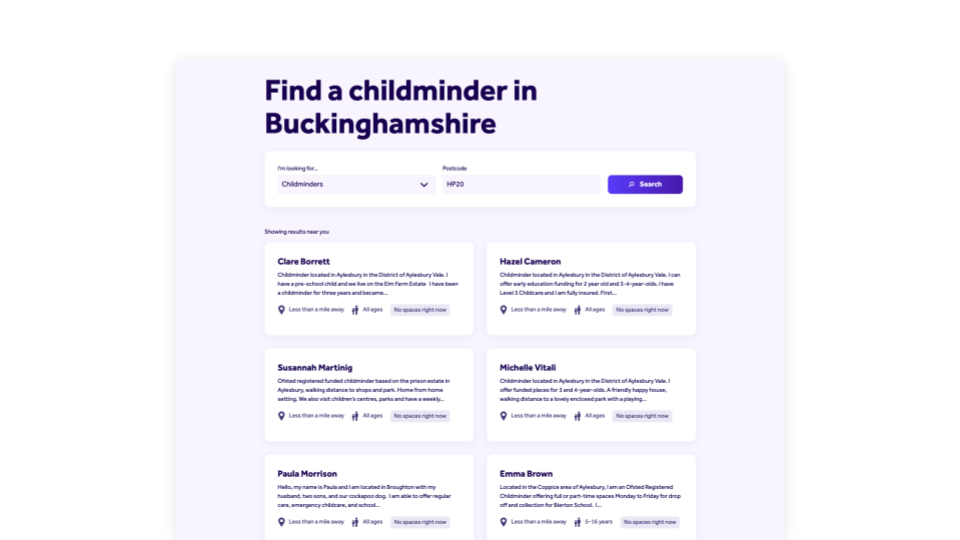 Find a childminder in
Buckinghamshire
I'm looking for...
Postcode
Childminders
HP20
Search
Showing results near you
Clare Borrett
Childminder located in Aylesbury in the District of Aylesbury Vale. I
have a pre-school child and we live on the Elm Farm Estate I have been
a childminder for three years and became...
Less than a mile away
All ages
No spaces right now
Hazel Cameron
Childminder located in Aylesbury in the District of Aylesbury Vale. I can
offer early education funding for 2 year old and 3-4-year-olds. I have
Level 3 Childcare and I am fully insured. First...
Less than a mile away
All ages
No spaces right now
Susannah Martinig
Ofsted registered funded childminder based on the prison estate in
Aylesbury, walking distance to shops and park. Home from home
setting. We also visit children's centres, parks and have a weekly...
Less than a mile away
All ages
No spaces right now
Michelle Vitali
Childminder located in Aylesbury in the District of Aylesbury Vale. I
offer funded places for 3 and 4-year-olds. A friendly happy house,
walking distance to a lovely enclosed park with a playing...
Less than a mile away
All ages
No spaces right now
Paula Morrison
Hello, my name is Paula and I am located in Broughton with my
husband, two sons, and our cockapoo dog. I am able to offer regular
care, emergency childcare, and school...
Less than a mile away
All ages
No spaces right now
Emma Brown
Located in the Coppice area of Aylesbury, I am an Ofsted Registered
Childminder offering full or part-time spaces Monday to Friday for drop
off and collection for Bierton School. I...
Less than a mile away
5-16 years
No spaces right now